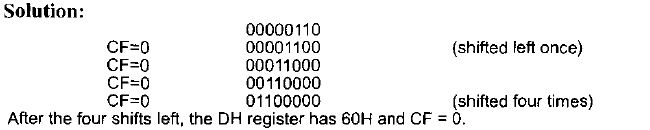 Solution:
00000110
CF=0 00001100 (shifted left once)
CF=0 00011000
CF=0 00110000
CF=0 01100000 (shifted four times)
After the four shifts left, the DH register has 60H and CF = 0.